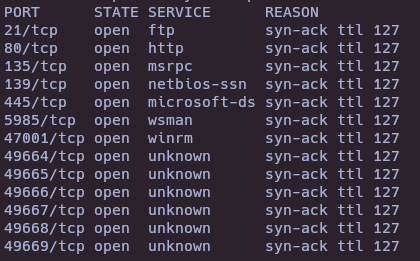 PORT STATE SERVICE REASON
21/tcp open ftp syn-ack ttl 127
80/tcp open http syn-ack ttl 127
135/tcp open msrpc syn-ack ttl 127
139/tcp open netbios-ssn syn-ack ttl 127
445/tcp open microsoft-ds syn-ack ttl 127
5985/tcp open wsman syn-ack ttl 127
47001/tcp open winrm syn-ack ttl 127
49664/tcp open unknown syn-ack ttl 127
49665/tcp open unknown syn-ack ttl 127
49666/tcp open unknown syn-ack ttl 127
49667/tcp open unknown syn-ack ttl 127
49668/tcp open unknown syn-ack ttl 127
49669/tcp open unknown syn-ack ttl 127